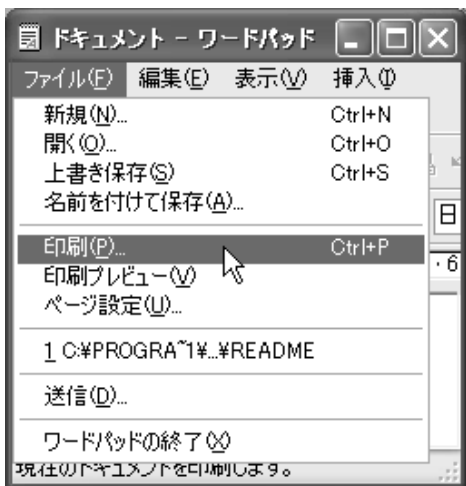 ドキュメント - ワードパッド
ファイル(F) 編集(E) 表示(V) 挿入(I)
新規(N)... Ctrl+N
開く(O)... Ctrl+O
上書き保存(S) Ctrl+S
名前を付けて保存(A)...
日
印刷(P)... Ctrl+P
・6
印刷プレビュー(V)
ページ設定(U)...
1 C:¥PROGRA~1¥...¥README
送信(D)...
ワードパッドの終了(X)
現在のドキュメントを印刷します。